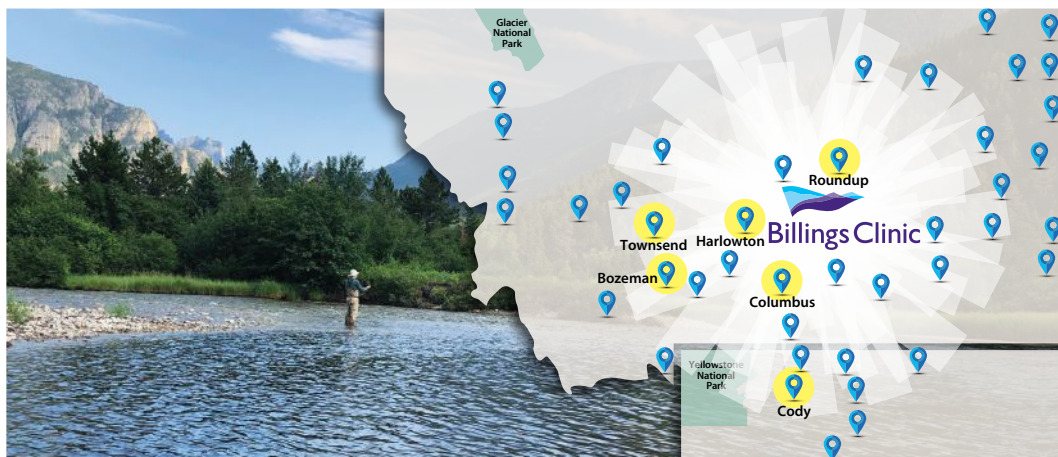 Glacier
National
Park
Roundup
Billings Clinic
Townsend
Harlowton
Bozeman
Columbus
Yellowstone
National
Park
Cody